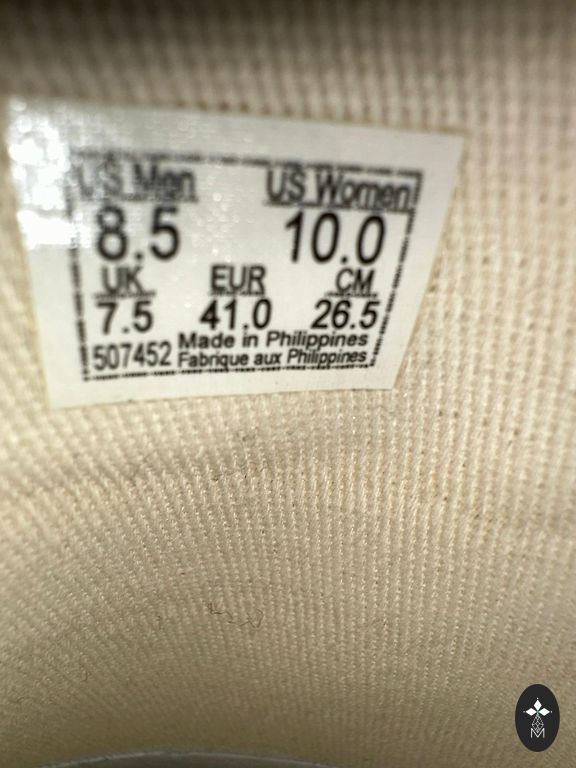 US Men US Women
8.5 10.0
UK EUR CM
7.5 41.0 26.5
507452 Made in Philippines
Fabrique aux Philippines
M